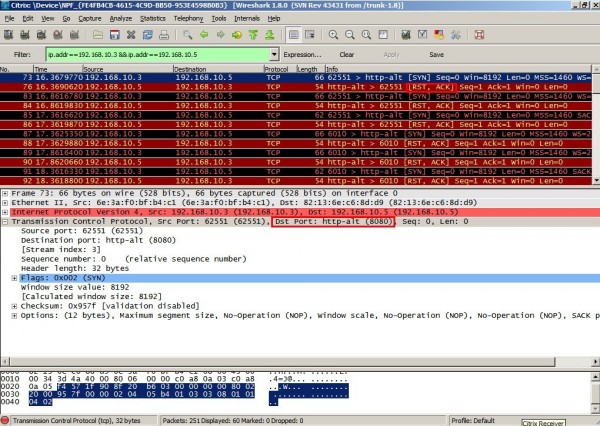 Citrix: \Device\NPF_{FE4FB4CB-4615-4C9D-BB50-953E4598B0B3} [Wireshark 1.8.0 (SVN Rev 43431 from /trunk-1.8)]
File Edit View Go Capture Analyze Statistics Telephony Tools Internals Help
Filter: ip.addr==192.168.10.3 && ip.addr==192.168.10.5 Expression... Clear Apply Save
No. Time Source Destination Protocol Length Info
73 16.3679770 192.168.10.3 192.168.10.5 TCP 66 62551 > http-alt [SYN] Seq=0 Win=8192 Len=0 MSS=1460 WS=
76 16.3690620 192.168.10.5 192.168.10.3 TCP 54 http-alt > 62551 [RST, ACK] Seq=1 Ack=1 Win=0 Len=0
83 16.8616780 192.168.10.3 192.168.10.5 TCP 66 62551 > http-alt [SYN] Seq=0 Win=8192 Len=0 MSS=1460 WS=
84 16.8619830 192.168.10.5 192.168.10.3 TCP 54 http-alt > 62551 [RST, ACK] Seq=1 Ack=1 Win=0 Len=0
85 17.3616620 192.168.10.3 192.168.10.5 TCP 62 62551 > http-alt [SYN] Seq=0 Win=8192 Len=0 MSS=1460 SACK
86 17.3619870 192.168.10.5 192.168.10.3 TCP 54 http-alt > 62551 [RST, ACK] Seq=1 Ack=1 Win=0 Len=0
87 17.3625350 192.168.10.3 192.168.10.5 TCP 66 6010 > http-alt [SYN] Seq=0 Win=8192 Len=0 MSS=1460 WS=2
88 17.3629880 192.168.10.5 192.168.10.3 TCP 54 http-alt > 6010 [RST, ACK] Seq=1 Ack=1 Win=0 Len=0
89 17.8616400 192.168.10.3 192.168.10.5 TCP 66 6010 > http-alt [SYN] Seq=0 Win=8192 Len=0 MSS=1460 WS=2
90 17.8620660 192.168.10.5 192.168.10.3 TCP 54 http-alt > 6010 [RST, ACK] Seq=1 Ack=1 Win=0 Len=0
91 18.3616330 192.168.10.3 192.168.10.5 TCP 62 6010 > http-alt [SYN] Seq=0 Win=8192 Len=0 MSS=1460 SACK_
92 18.3618800 192.168.10.5 192.168.10.3 TCP 54 http-alt > 6010 [RST, ACK] Seq=1 Ack=1 Win=0 Len=0
Frame 73: 66 bytes on wire (528 bits), 66 bytes captured (528 bits) on interface 0
Ethernet II, Src: 6e:3a:f0:bf:b4:c1 (6e:3a:f0:bf:b4:c1), Dst: 82:13:6e:c6:8d:d9 (82:13:6e:c6:8d:d9)
Internet Protocol Version 4, Src: 192.168.10.3 (192.168.10.3), Dst: 192.168.10.5 (192.168.10.5)
Transmission Control Protocol, Src Port: 62551 (62551), Dst Port: http-alt (8080), Seq: 0, Len: 0
Source port: 62551 (62551)
Destination port: http-alt (8080)
[Stream index: 3]
Sequence number: 0 (relative sequence number)
Header length: 32 bytes
Flags: 0x002 (SYN)
Window size value: 8192
[Calculated window size: 8192]
Checksum: 0x957f [validation disabled]
Options: (12 bytes), Maximum segment size, No-Operation (NOP), Window scale, No-Operation (NOP), No-Operation (NOP), SACK p
0010 00 34 3d 4a 40 00 80 06 00 00 c0 a8 0a 03 c0 a8 .4=J@...
0020 0a 05 f4 57 1f 90 8f 20 b6 03 00 00 00 00 80 02 ...W... ........
0030 20 00 95 7f 00 00 02 04 05 b4 01 03 03 08 01 01
0040 04 02
Transmission Control Protocol (tcp), 32 bytes Packets: 251 Displayed: 60 Marked: 0 Dropped: 0 Profile: Default
Citrix Receiver